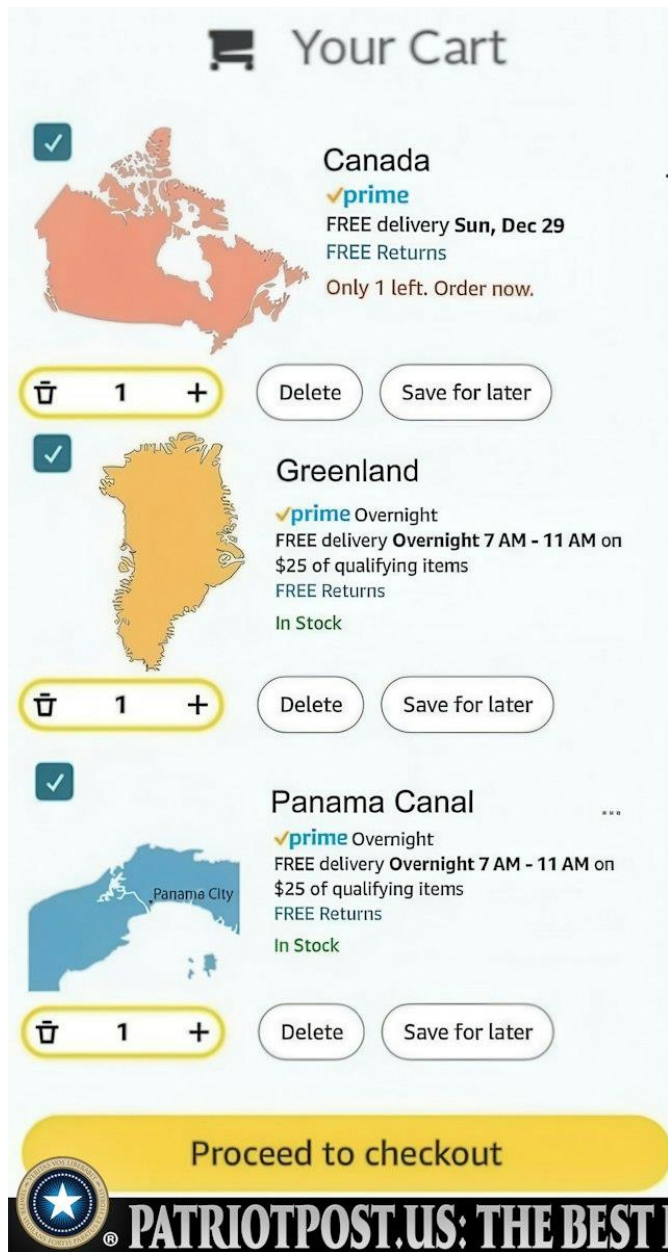 Your Cart
Canada
prime
FREE delivery Sun, Dec 29
FREE Returns
Only 1 left. Order now.
1 +
Delete
Save for later
Greenland
prime Overnight
FREE delivery Overnight 7 AM - 11 AM on
$25 of qualifying items
FREE Returns
In Stock
1 +
Delete
Save for later
Panama Canal
...
prime Overnight
FREE delivery Overnight 7 AM - 11 AM on
$25 of qualifying items
FREE Returns
In Stock
Panama City
1 +
Delete
Save for later
Proceed to checkout
® PATRIOTPOST.US: THE BEST